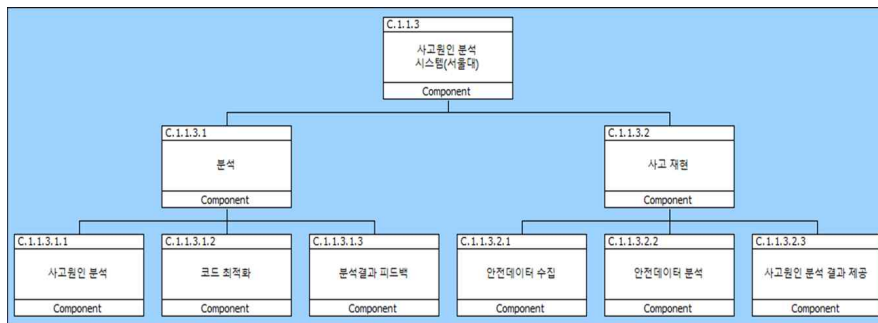 C.1.1.3
사고원인 분석
시스템(서울대)
Component
C.1.1.3.1
분석
Component
C.1.1.3.2
사고 재현
Component
C.1.1.3.1.1
사고원인 분석
Component
C.1.1.3.1.2
코드 최적화
Component
C.1.1.3.1.3
분석결과 피드백
Component
C.1.1.3.2.1
안전데이터 수집
Component
C.1.1.3.2.2
안전데이터 분석
Component
C.1.1.3.2.3
사고원인 분석 결과 제공
Component